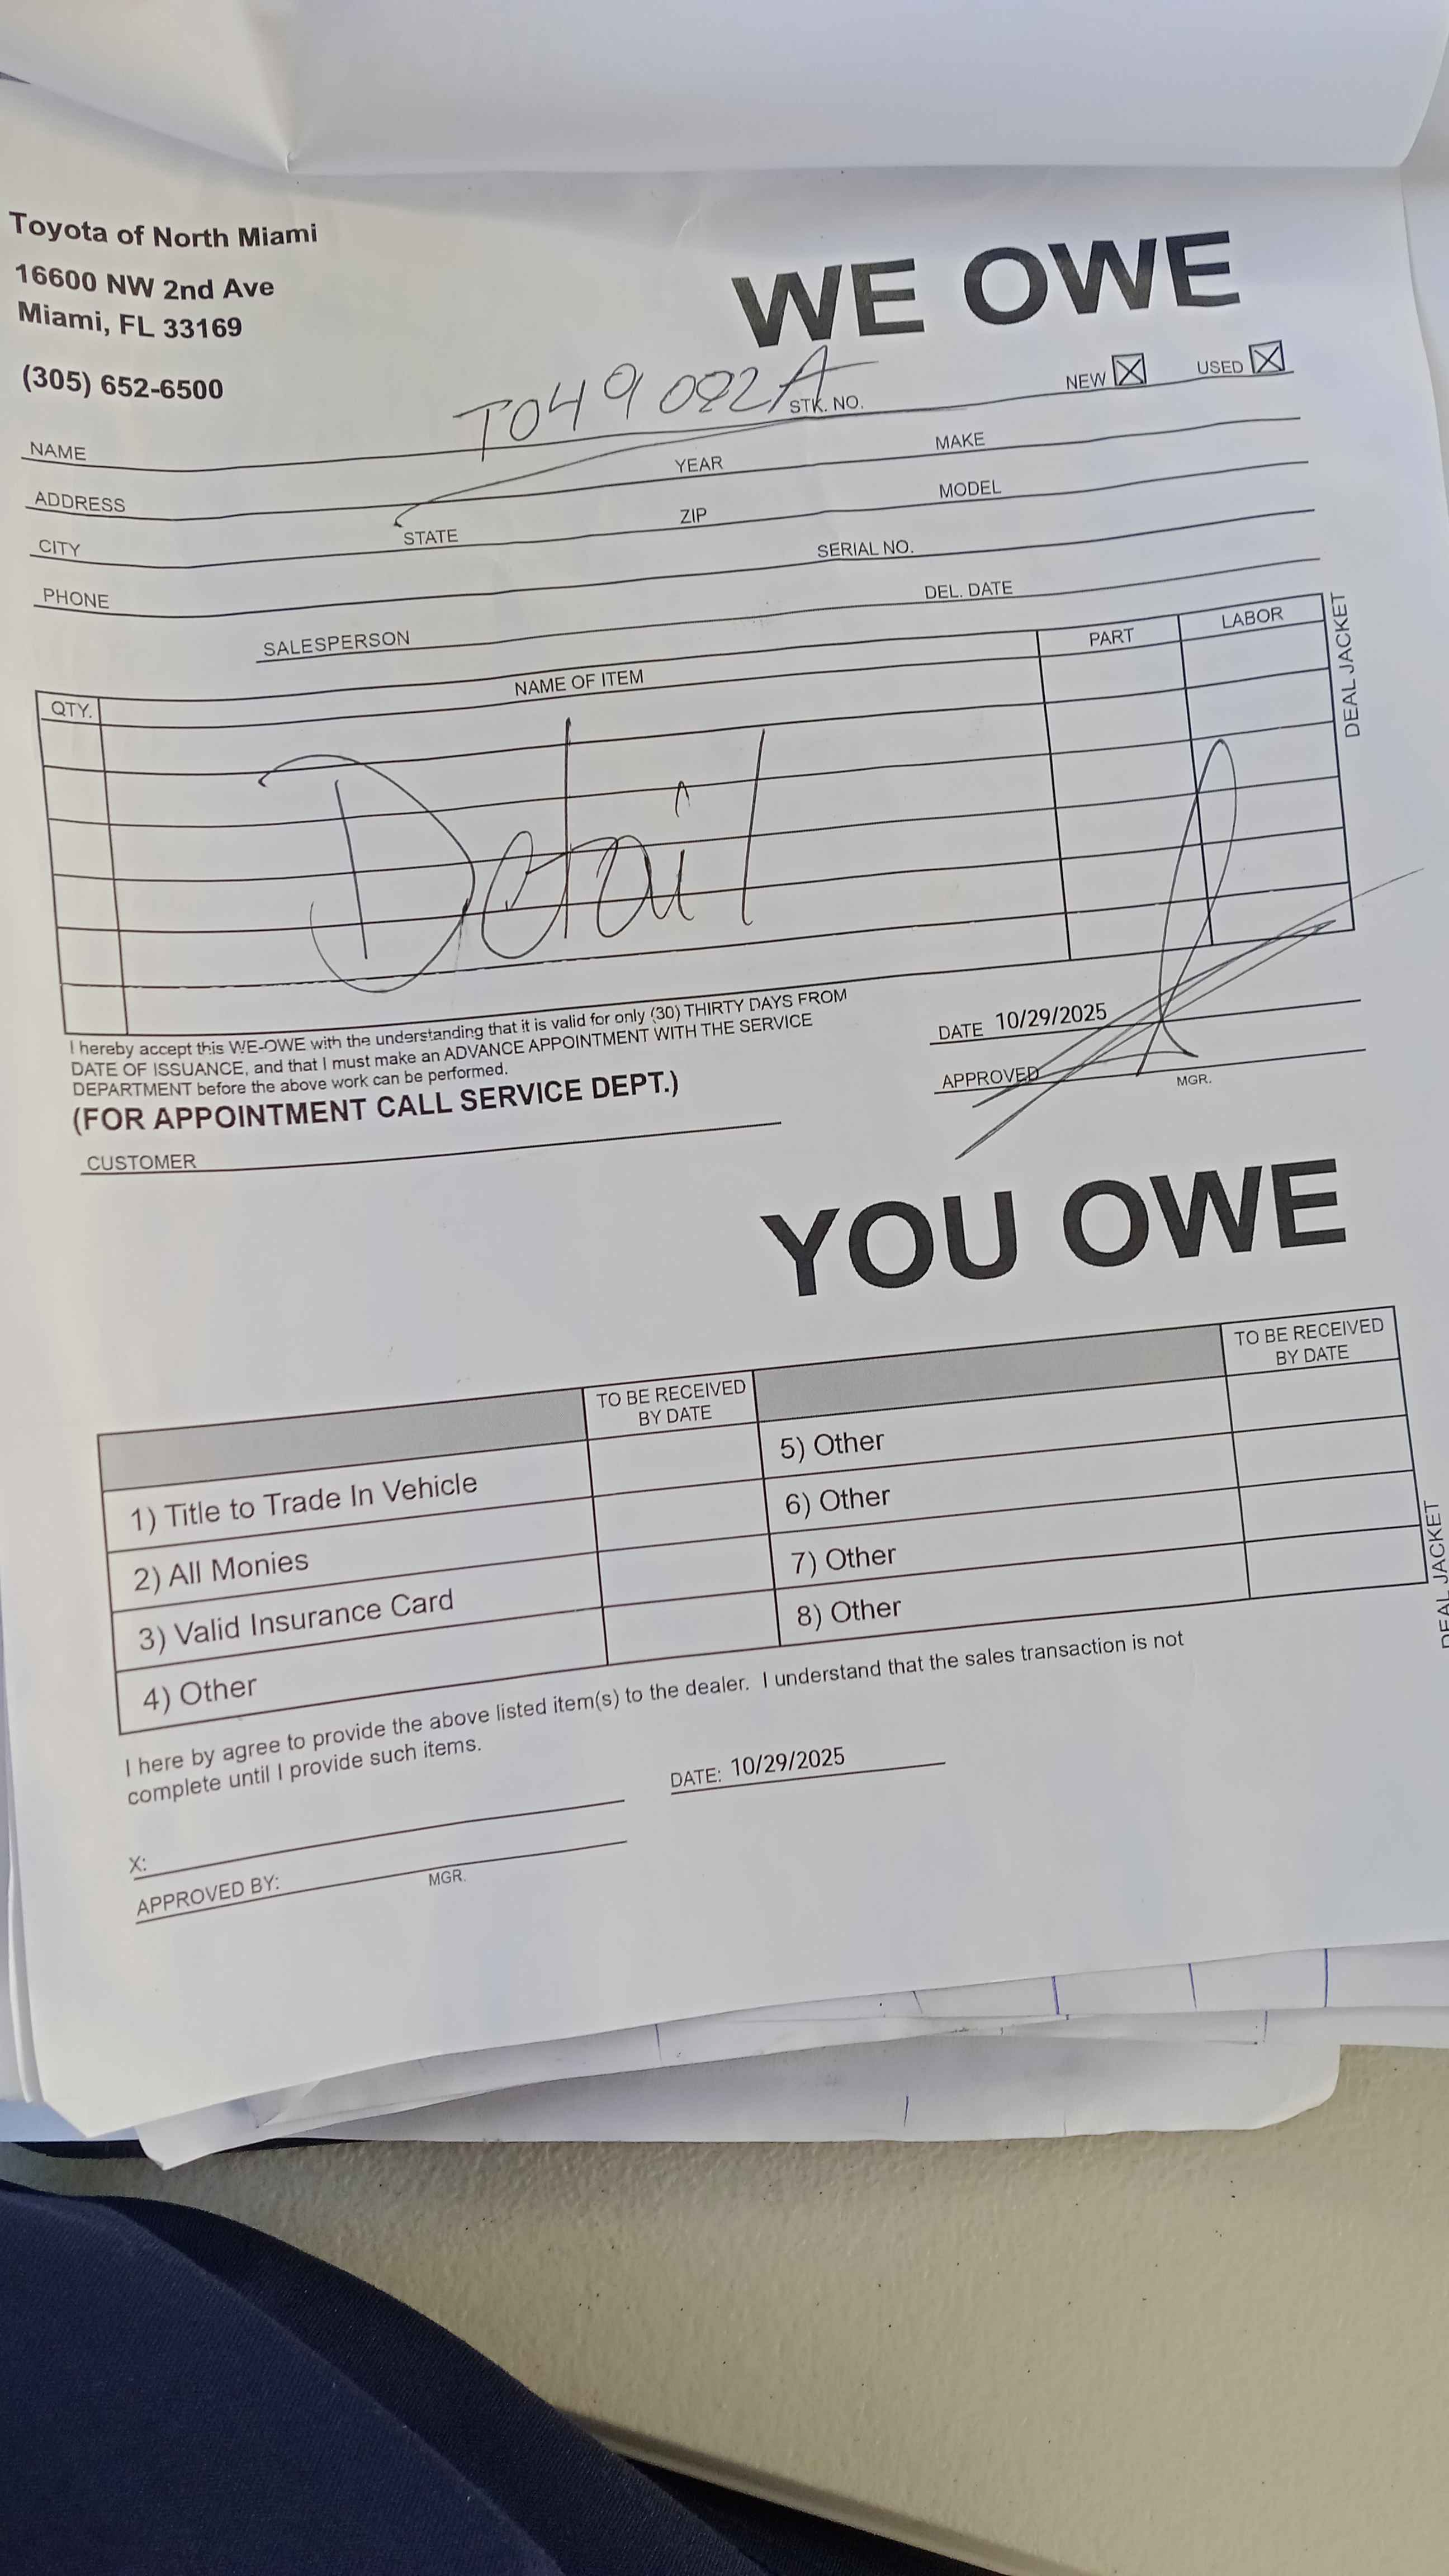 Toyota of North Miami
16600 NW 2nd Ave
Miami, FL 33169
(305) 652-6500
WE OWE
T049082A
NAME STK. NO. NEW ☒ USED ☒
ADDRESS YEAR MAKE
CITY STATE ZIP MODEL
PHONE SERIAL NO.
SALESPERSON DEL. DATE
QTY. NAME OF ITEM PART LABOR
DEAL JACKET
Detail
I hereby accept this WE-OWE with the understanding that it is valid for only (30) THIRTY DAYS FROM
DATE OF ISSUANCE, and that I must make an ADVANCE APPOINTMENT WITH THE SERVICE
DEPARTMENT before the above work can be performed.
(FOR APPOINTMENT CALL SERVICE DEPT.)
DATE 10/29/2025
APPROVED MGR.
CUSTOMER
YOU OWE
TO BE RECEIVED
BY DATE
TO BE RECEIVED
BY DATE
1) Title to Trade In Vehicle
2) All Monies
3) Valid Insurance Card
4) Other
5) Other
6) Other
7) Other
8) Other
DEAL JACKET
I here by agree to provide the above listed item(s) to the dealer. I understand that the sales transaction is not
complete until I provide such items.
DATE: 10/29/2025
X:
APPROVED BY: MGR.